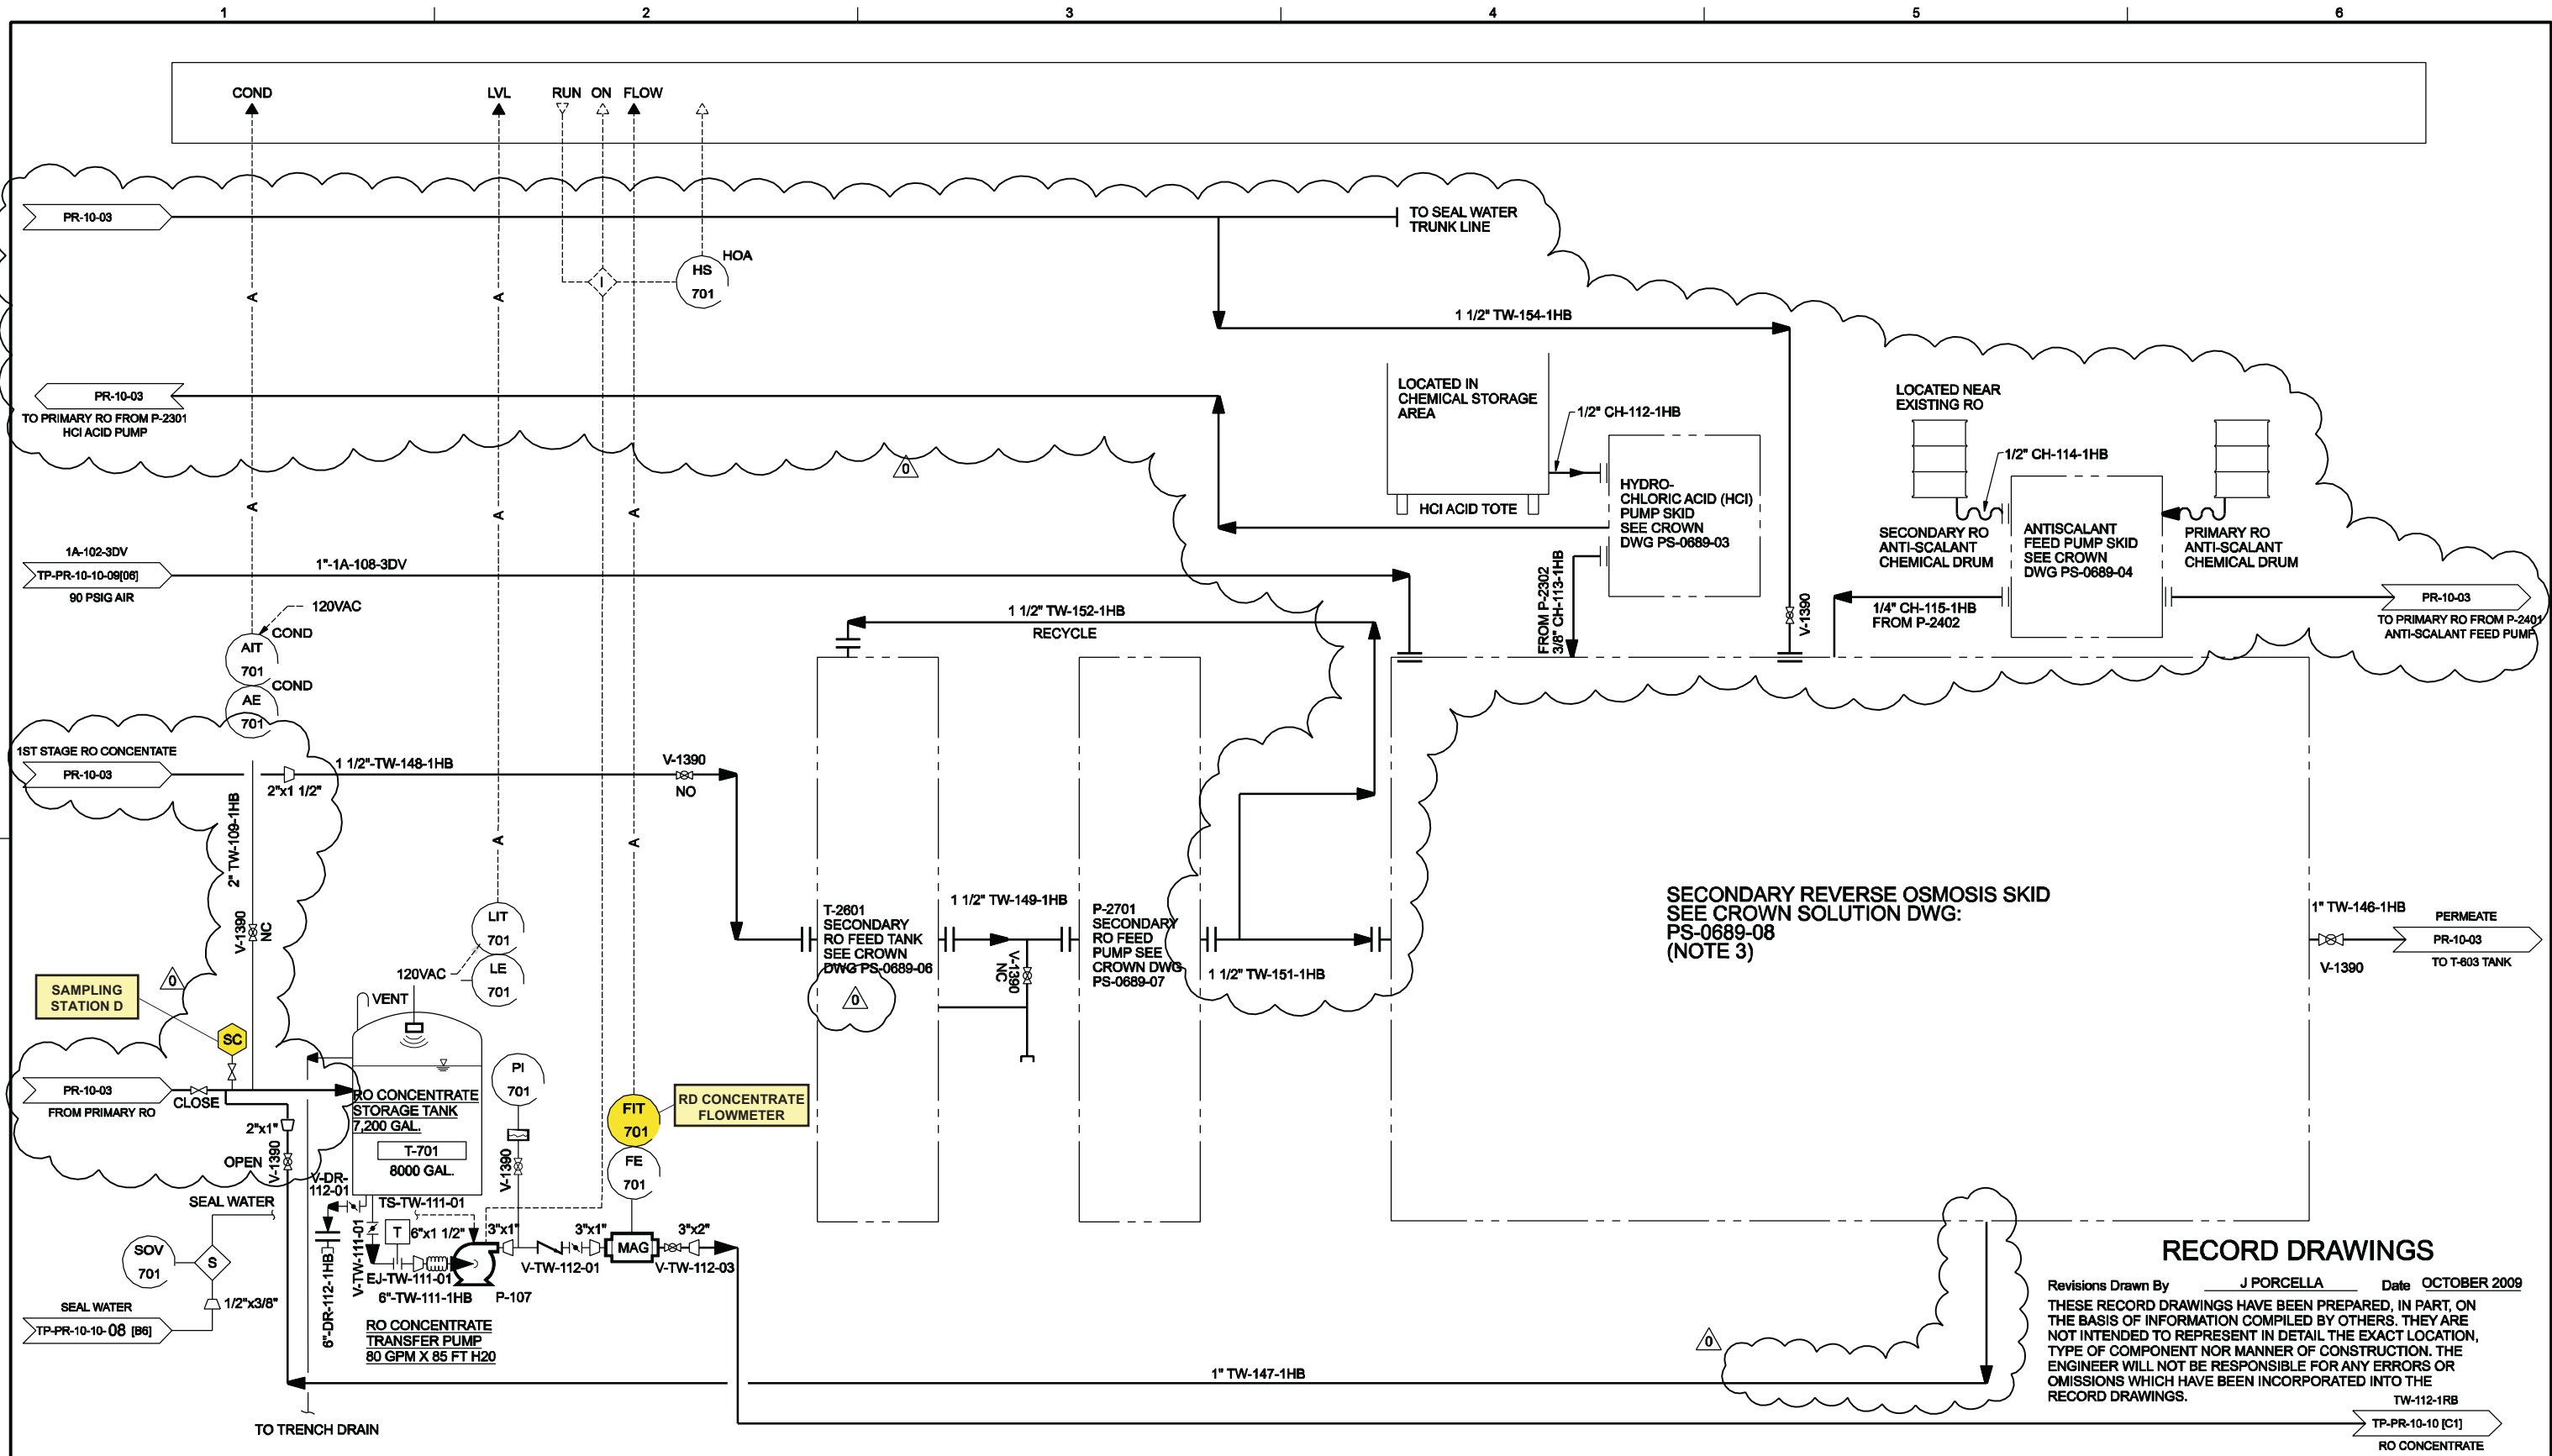 1
2
3
4
5
6
COND
LVL
RUN
ON
FLOW
PR-10-03
TO SEAL WATER
TRUNK LINE
HS
701
HOA
I
A
A
1 1/2" TW-154-1HB
PR-10-03
TO PRIMARY RO FROM P-2301
HCl ACID PUMP
LOCATED IN
CHEMICAL STORAGE
AREA
1/2" CH-112-1HB
HCl ACID TOTE
HYDRO-
CHLORIC ACID (HCl)
PUMP SKID
SEE CROWN
DWG PS-0689-03
LOCATED NEAR
EXISTING RO
1/2" CH-114-1HB
SECONDARY RO
ANTI-SCALANT
CHEMICAL DRUM
ANTISCALANT
FEED PUMP SKID
SEE CROWN
DWG PS-0689-04
PRIMARY RO
ANTI-SCALANT
CHEMICAL DRUM
0
A
A
A
1A-102-3DV
TP-PR-10-10-09[06]
90 PSIG AIR
1"-1A-108-3DV
FROM P-2302
3/8" CH-113-1HB
V-1390
1/4" CH-115-1HB
FROM P-2402
PR-10-03
TO PRIMARY RO FROM P-2401
ANTI-SCALANT FEED PUMP
120VAC
COND
AIT
701
COND
AE
701
1 1/2" TW-152-1HB
RECYCLE
1ST STAGE RO CONCENTATE
PR-10-03
2"x1 1/2"
1 1/2"-TW-148-1HB
V-1390
NO
2" TW-109-1HB
V-1390
NC
A
A
LIT
701
120VAC
LE
701
T-2601
SECONDARY
RO FEED TANK
SEE CROWN
DWG PS-0689-06
0
1 1/2" TW-149-1HB
V-1390
NC
P-2701
SECONDARY
RO FEED
PUMP SEE
CROWN DWG
PS-0689-07
1 1/2" TW-151-1HB
SECONDARY REVERSE OSMOSIS SKID
SEE CROWN SOLUTION DWG:
PS-0689-08
(NOTE 3)
1" TW-146-1HB
V-1390
PERMEATE
PR-10-03
TO T-603 TANK
SAMPLING
STATION D
0
SC
VENT
PR-10-03
FROM PRIMARY RO
CLOSE
2"x1"
OPEN
V-1390
RO CONCENTRATE
STORAGE TANK
7,200 GAL.
T-701
8000 GAL.
PI
701
V-1390
FIT
701
RD CONCENTRATE
FLOWMETER
FE
701
V-DR-
112-01
TS-TW-111-01
SEAL WATER
SOV
701
S
1/2"x3/8"
SEAL WATER
TP-PR-10-10-08 [B6]
6"-DR-112-1HB
V-TW-111-01
T
6"x1 1/2"
EJ-TW-111-01
6"-TW-111-1HB
P-107
3"x1"
V-TW-112-01
3"x1"
MAG
3"x2"
V-TW-112-03
RO CONCENTRATE
TRANSFER PUMP
80 GPM X 85 FT H20
TO TRENCH DRAIN
1" TW-147-1HB
0
RECORD DRAWINGS
Revisions Drawn By J PORCELLA Date OCTOBER 2009
THESE RECORD DRAWINGS HAVE BEEN PREPARED, IN PART, ON
THE BASIS OF INFORMATION COMPILED BY OTHERS. THEY ARE
NOT INTENDED TO REPRESENT IN DETAIL THE EXACT LOCATION,
TYPE OF COMPONENT NOR MANNER OF CONSTRUCTION. THE
ENGINEER WILL NOT BE RESPONSIBLE FOR ANY ERRORS OR
OMISSIONS WHICH HAVE BEEN INCORPORATED INTO THE
RECORD DRAWINGS.
TW-112-1RB
TP-PR-10-10 [C1]
RO CONCENTRATE